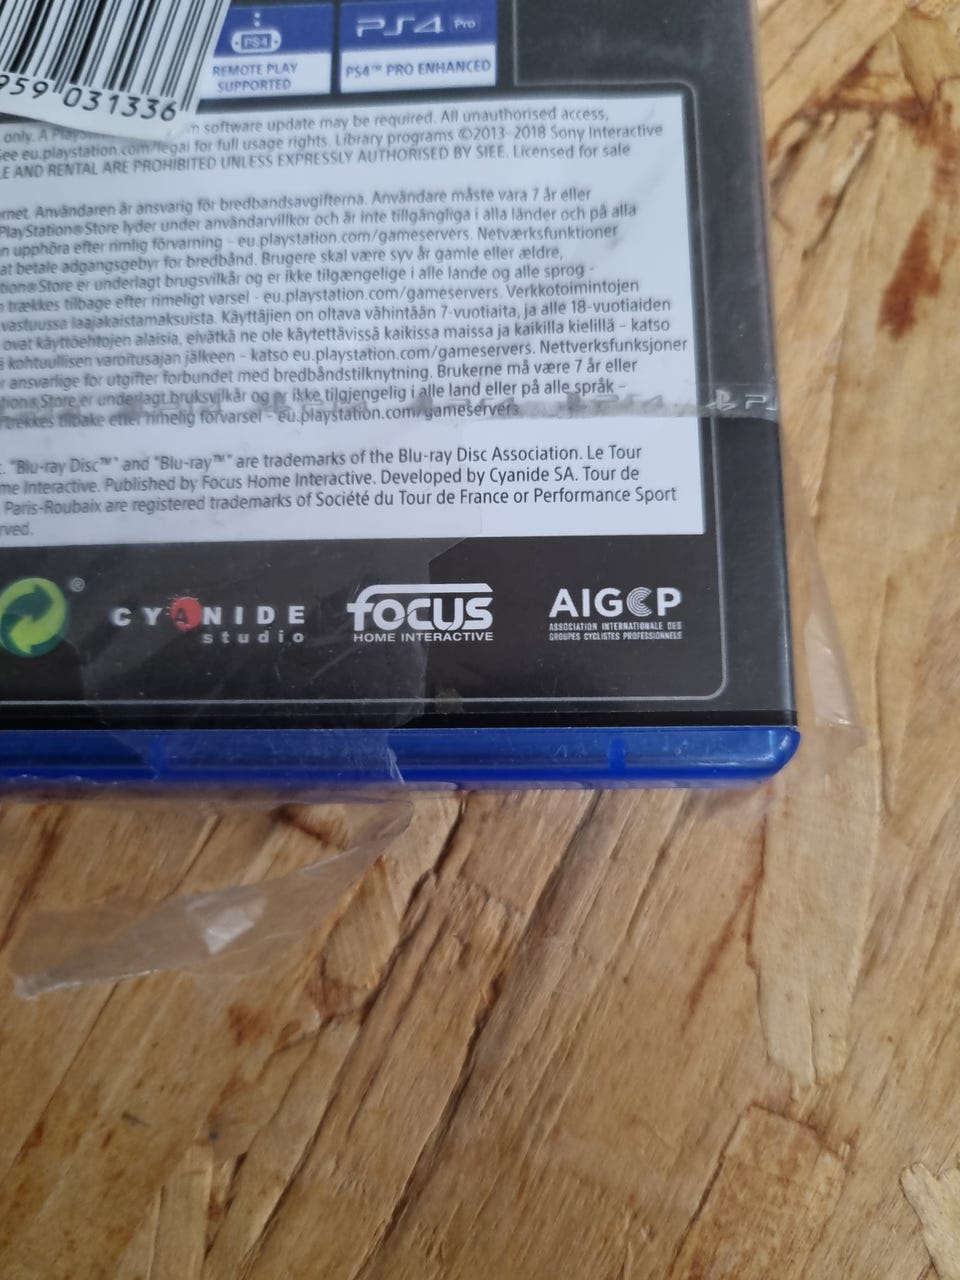 959 031336
PS4
REMOTE PLAY
SUPPORTED
PS4 Pro
PS4™ PRO ENHANCED
only. A software update may be required. All unauthorised access,
see eu.playstation.com/legal for full usage rights. Library programs ©2013-2018 Sony Interactive
E AND RENTAL ARE PROHIBITED UNLESS EXPRESSLY AUTHORISED BY SIEE. Licensed for sale
rnet. Användaren är ansvarig för bredbandsavgifterna. Användare måste vara 7 år eller
PlayStation®Store lyder under användarvillkor och är inte tillgängliga i alla länder och på alla
n upphöra efter rimlig förvarning - eu.playstation.com/gameservers. Netværksfunktioner
at betale adgangsgebyr for bredbånd. Brugere skal være syv år gamle eller ældre,
tion®Store er underlagt brugsvilkår og er ikke tilgængelige i alle lande og alle sprog -
n trækkes tilbage efter rimeligt varsel - eu.playstation.com/gameservers. Verkkotoimintojen
vastuussa laajakaistamaksuista. Käyttäjien on oltava vähintään 7-vuotiaita, ja alle 18-vuotiaiden
ovat käyttöehtojen alaisia, eivätkä ne ole käytettävissä kaikissa maissa ja kaikilla kielillä – katso
kohtuullisen varoitusajan jälkeen – katso eu.playstation.com/gameservers. Nettverksfunksjoner
r ansvarlige for utgifter forbundet med bredbåndstilknytning. Brukerne må være 7 år eller
tion®Store er underlagt bruksvilkår og er ikke tilgjengelig i alle land eller på alle språk –
trekkes tilbake etter rimelig forvarsel - eu.playstation.com/gameservers
. "Blu-ray Disc™" and "Blu-ray™" are trademarks of the Blu-ray Disc Association. Le Tour
me Interactive. Published by Focus Home Interactive. Developed by Cyanide SA. Tour de
Paris-Roubaix are registered trademarks of Société du Tour de France or Performance Sport
rved.
®
CYANIDE
studio
FOCUS
HOME INTERACTIVE
AIGCP
ASSOCIATION INTERNATIONALE DES
GROUPES CYCLISTES PROFESSIONNELS